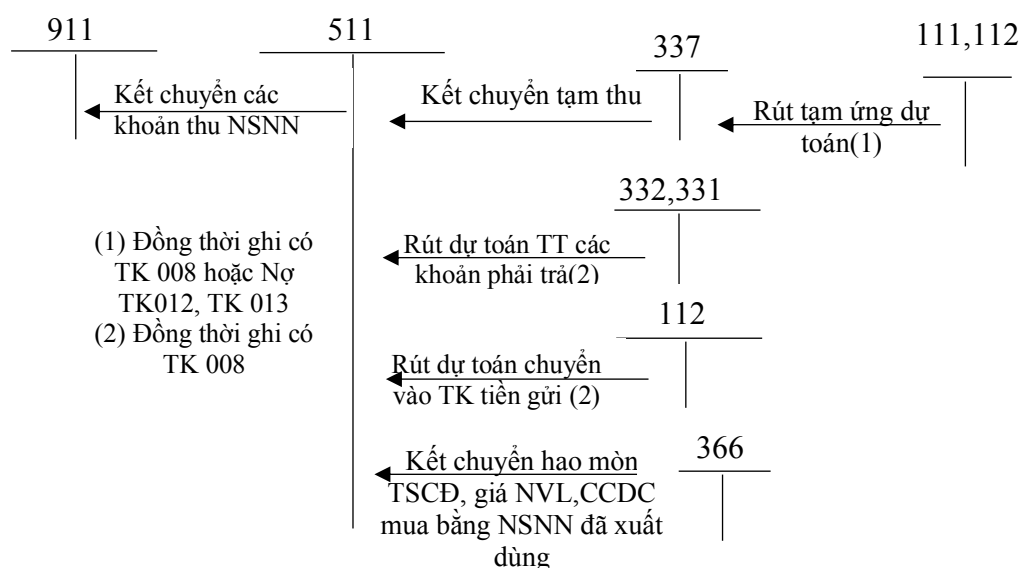 911
511
337
111,112
Kết chuyển các
khoản thu NSNN
Kết chuyển tạm thu
Rút tạm ứng dự
toán(1)
332,331
(1) Đồng thời ghi có
TK 008 hoặc Nợ
TK012, TK 013
(2) Đồng thời ghi có
TK 008
Rút dự toán TT các
khoản phải trả(2)
112
Rút dự toán chuyển
vào TK tiền gửi (2)
366
Kết chuyển hao mòn
TSCĐ, giá NVL,CCDC
mua bằng NSNN đã xuất
dùng